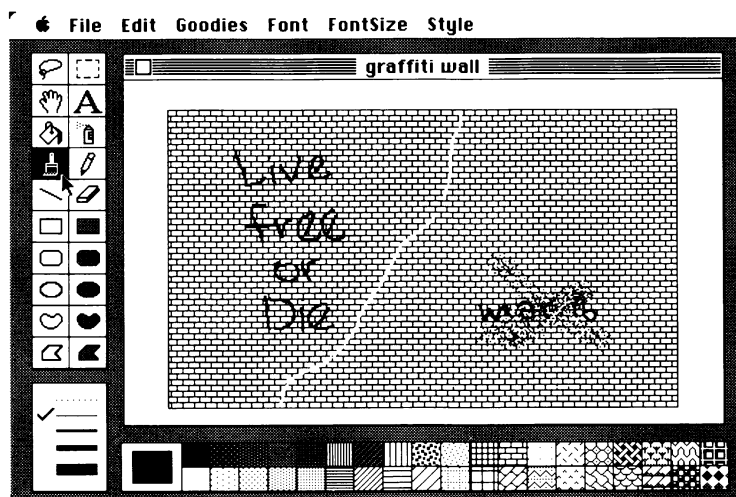 File Edit Goodies Font FontSize Style
graffiti wall
A
Live
free
or
Die